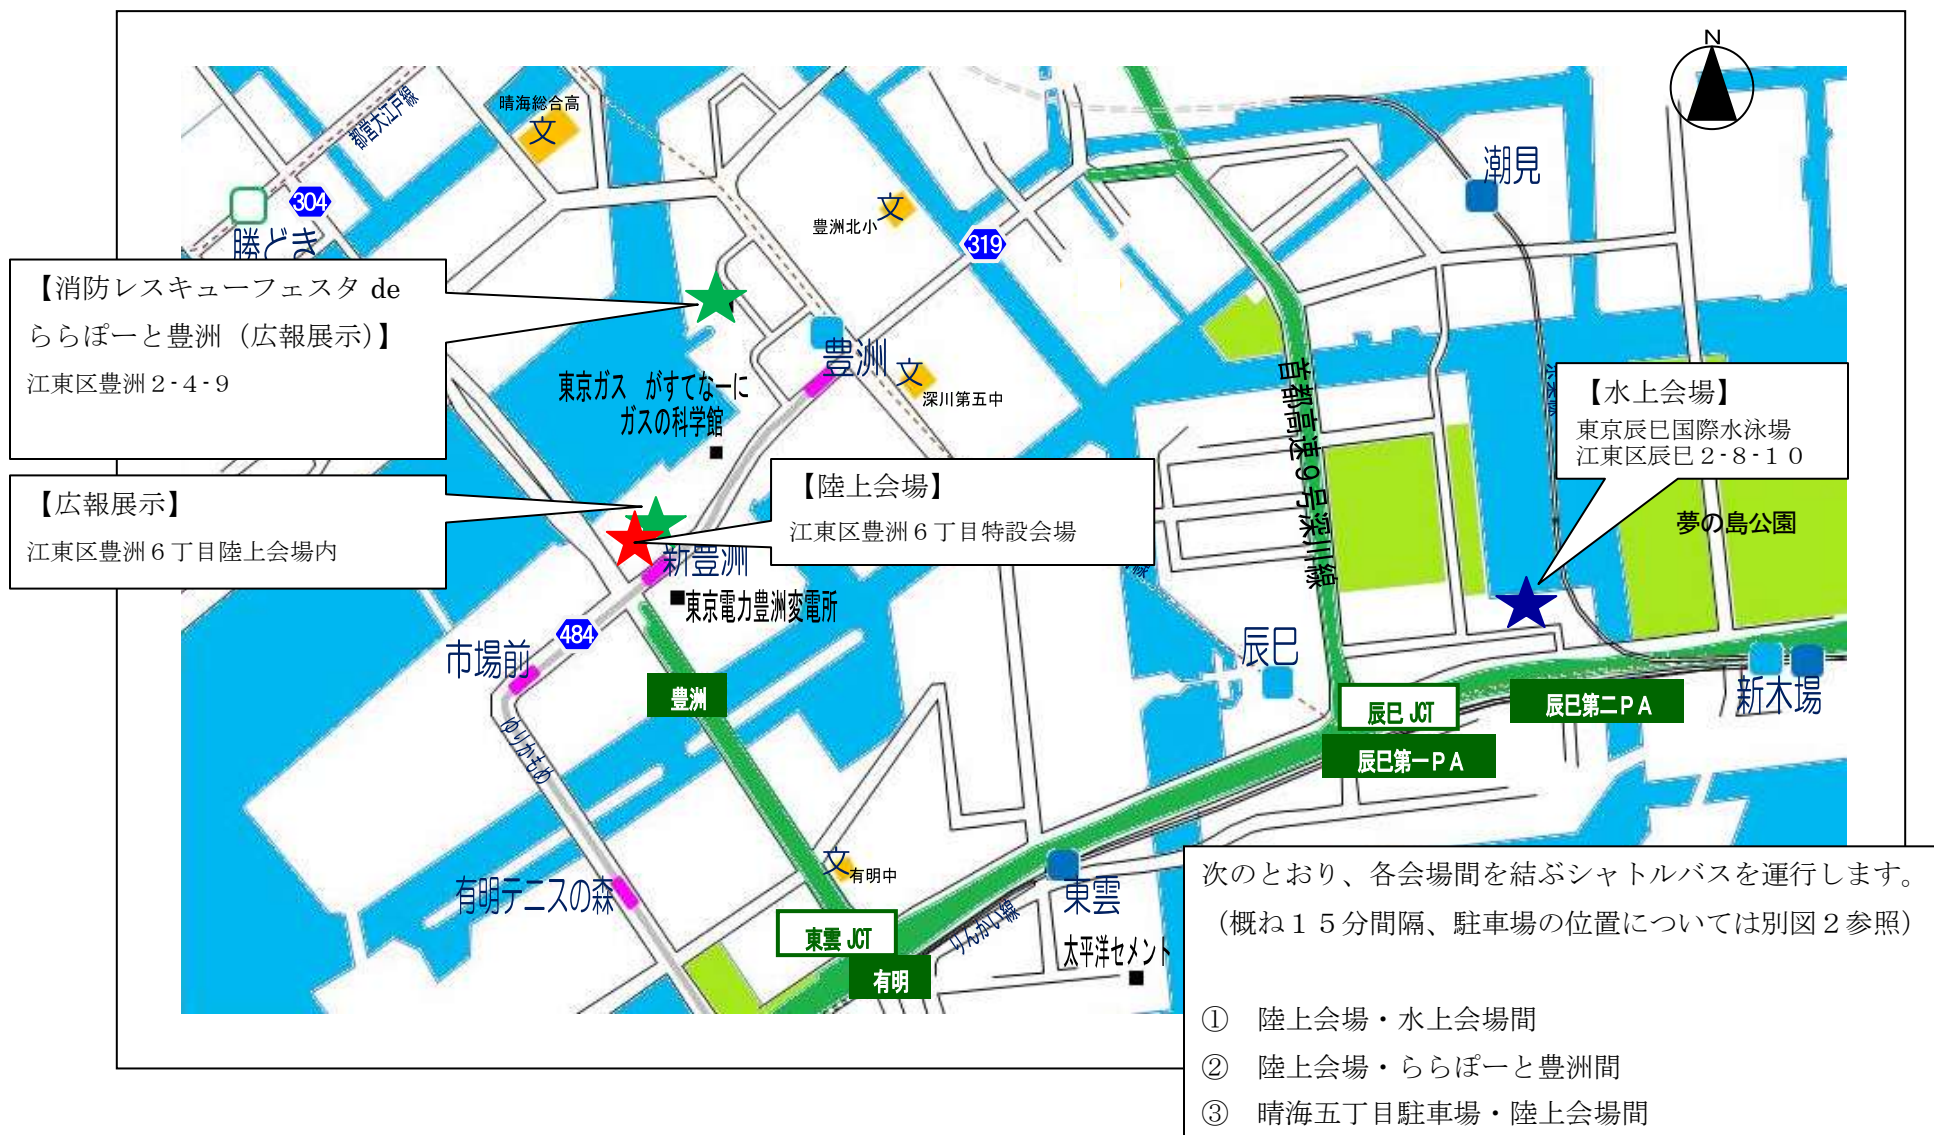 N
晴海総合高
文
都営大江戸線
304
勝どき
豊洲北小
文
319
潮見
【消防レスキューフェスタ de
ららぽーと豊洲（広報展示）】
江東区豊洲２-４-９
豊洲
文
深川第五中
東京ガス　がすてなーに
ガスの科学館
首都高速９号深川線
【水上会場】
東京辰巳国際水泳場
江東区辰巳２-８-１０
夢の島公園
【広報展示】
江東区豊洲６丁目陸上会場内
【陸上会場】
江東区豊洲６丁目特設会場
新豊洲
東京電力豊洲変電所
484
市場前
豊洲
辰巳
辰巳 JCT
辰巳第二ＰＡ
辰巳第一ＰＡ
新木場
ゆりかもめ
有明テニスの森
文
有明中
東雲 JCT
有明
りんかい線
東雲
太平洋セメント
次のとおり、各会場間を結ぶシャトルバスを運行します。
（概ね１５分間隔、駐車場の位置については別図２参照）
①　陸上会場・水上会場間
②　陸上会場・ららぽーと豊洲間
③　晴海五丁目駐車場・陸上会場間